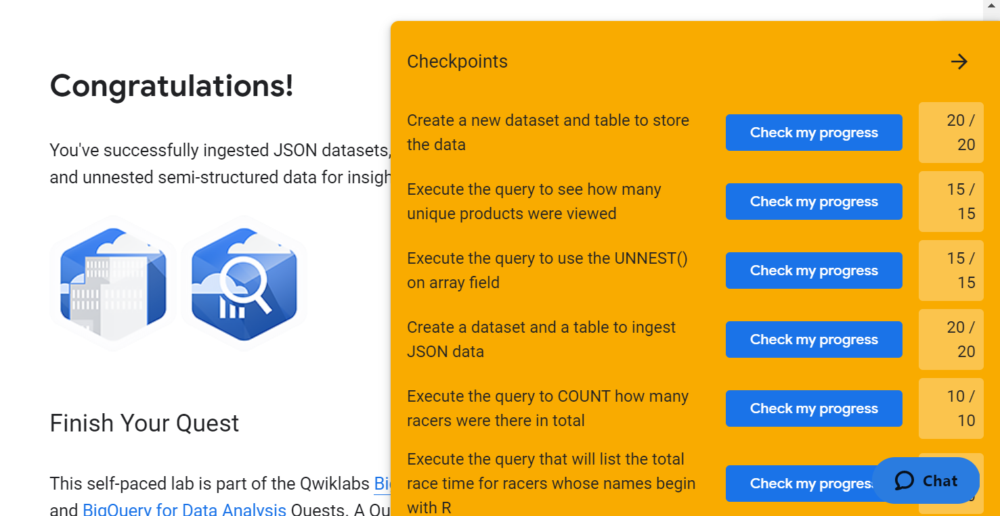 Congratulations!
You've successfully ingested JSON datasets,
and unnested semi-structured data for insigh
Finish Your Quest
This self-paced lab is part of the Qwiklabs Bi
and BigQuery for Data Analysis Quests. A Qu
Checkpoints
Create a new dataset and table to store
the data
Check my progress
20 /
20
Execute the query to see how many
unique products were viewed
Check my progress
15 /
15
Execute the query to use the UNNEST()
on array field
Check my progress
15 /
15
Create a dataset and a table to ingest
JSON data
Check my progress
20 /
20
Execute the query to COUNT how many
racers were there in total
Check my progress
10 /
10
Execute the query that will list the total
race time for racers whose names begin
with R
Check my progres
Chat